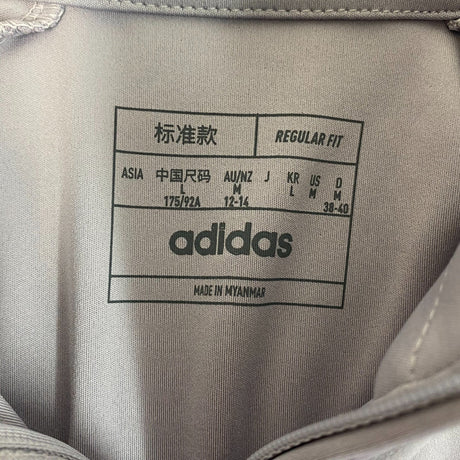 标准款 REGULAR FIT
ASIA 中国尺码 AU/NZ J KR US D
L M L M M
175/92A 12-14 38-40
adidas
MADE IN MYANMAR